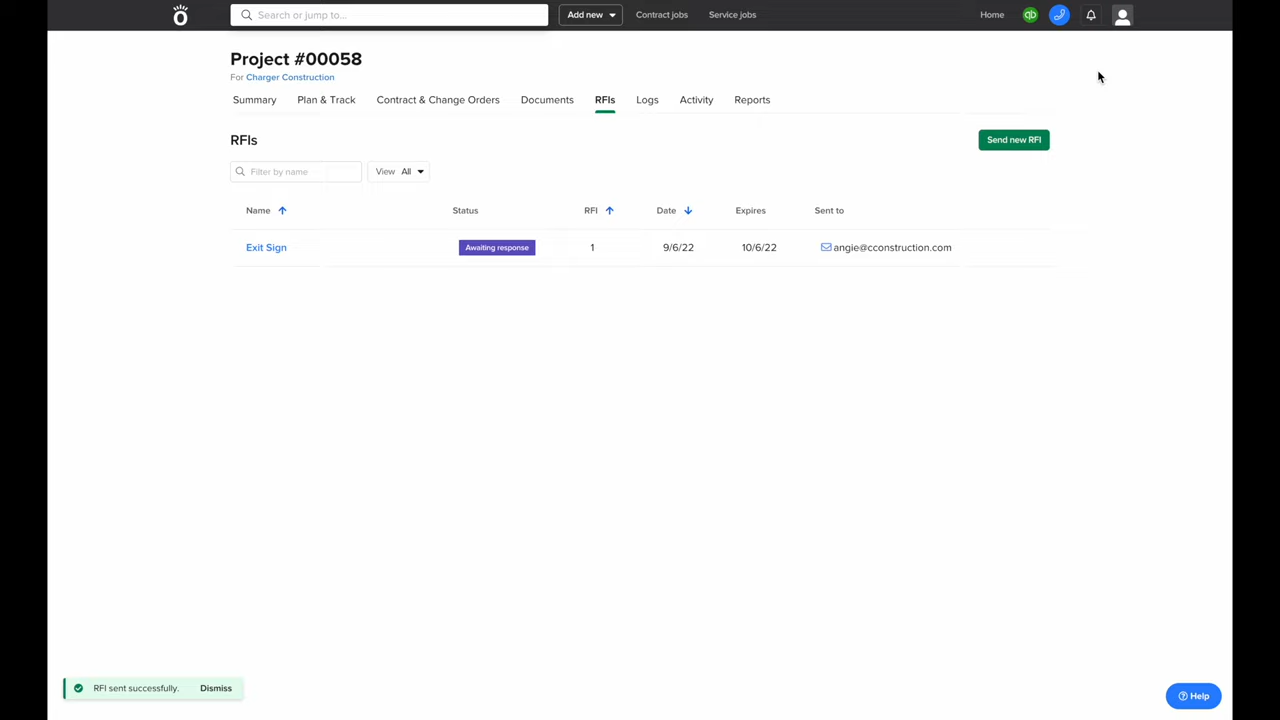 Search or jump to...
Add new
Contract jobs
Service jobs
Home
qb
Project #00058
For Charger Construction
Summary
Plan & Track
Contract & Change Orders
Documents
RFIs
Logs
Activity
Reports
RFIs
Send new RFI
Filter by name
View All
Name
Status
RFI
Date
Expires
Sent to
Exit Sign
Awaiting response
1
9/6/22
10/6/22
angie@cconstruction.com
RFI sent successfully.
Dismiss
Help